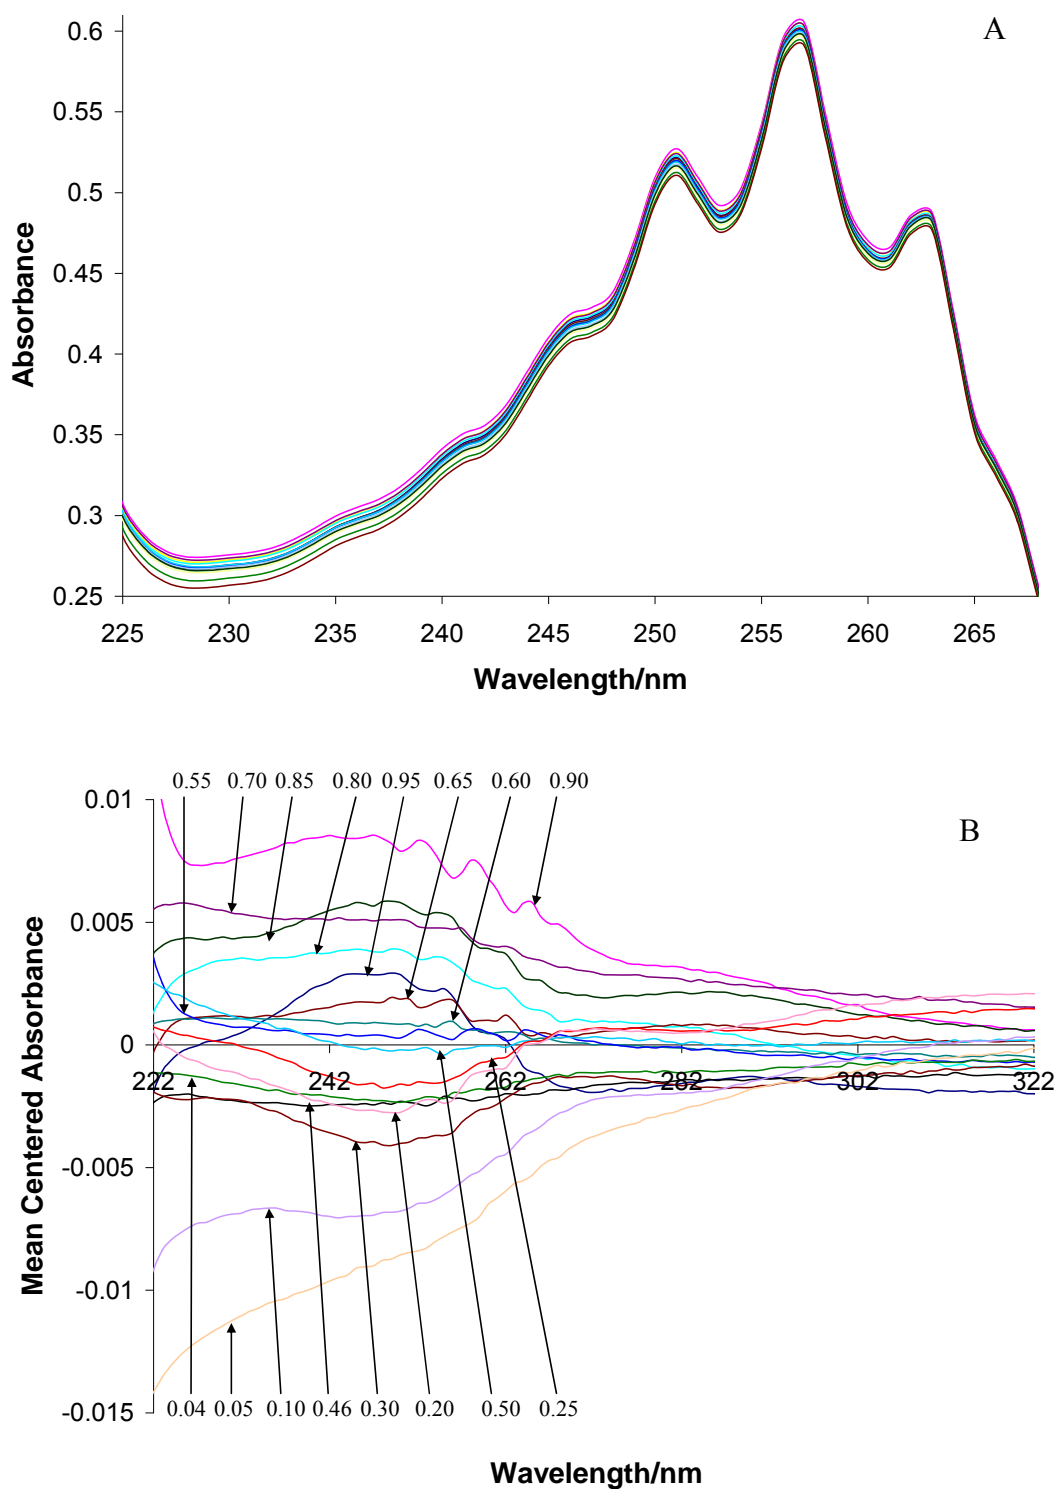 A
0.6
0.55
0.5
0.45
0.4
0.35
0.3
0.25
Absorbance
225 230 235 240 245 250 255 260 265
Wavelength/nm
0.55 0.70 0.85 0.80 0.95 0.65 0.60 0.90
B
0.01
0.005
0
-0.005
-0.01
-0.015
Mean Centered Absorbance
222 242 262 282 302 322
0.04 0.05 0.10 0.46 0.30 0.20 0.50 0.25
Wavelength/nm